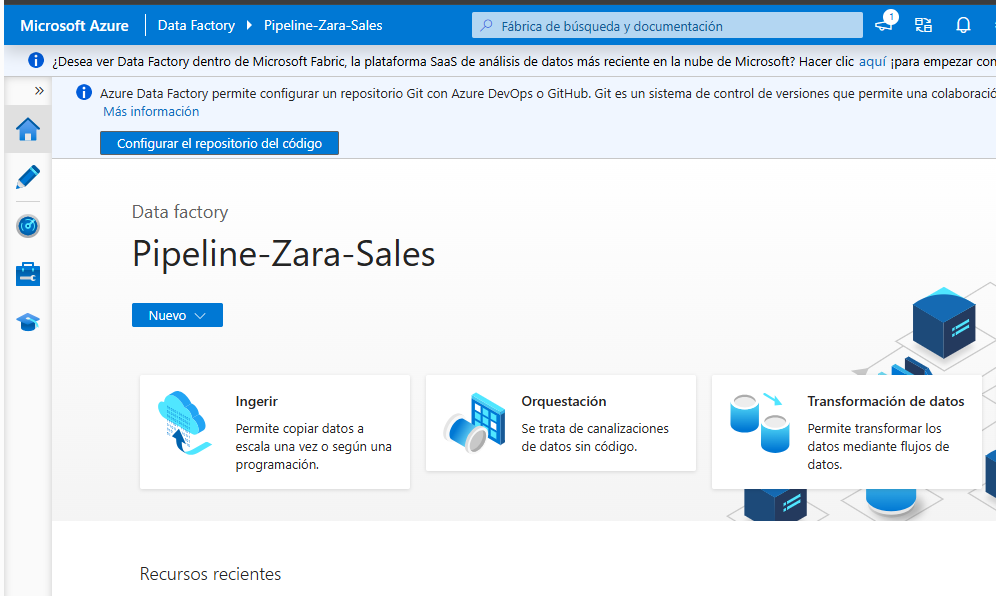 Microsoft Azure Data Factory Pipeline-Zara-Sales Fábrica de búsqueda y documentación 1
¿Desea ver Data Factory dentro de Microsoft Fabric, la plataforma SaaS de análisis de datos más reciente en la nube de Microsoft? Hacer clic aquí ¡para empezar con
Azure Data Factory permite configurar un repositorio Git con Azure DevOps o GitHub. Git es un sistema de control de versiones que permite una colaboració
Más información
Configurar el repositorio del código
Data factory
Pipeline-Zara-Sales
Nuevo
Ingerir
Permite copiar datos a
escala una vez o según una
programación.
Orquestación
Se trata de canalizaciones
de datos sin código.
Transformación de datos
Permite transformar los
datos mediante flujos de
datos.
Recursos recientes